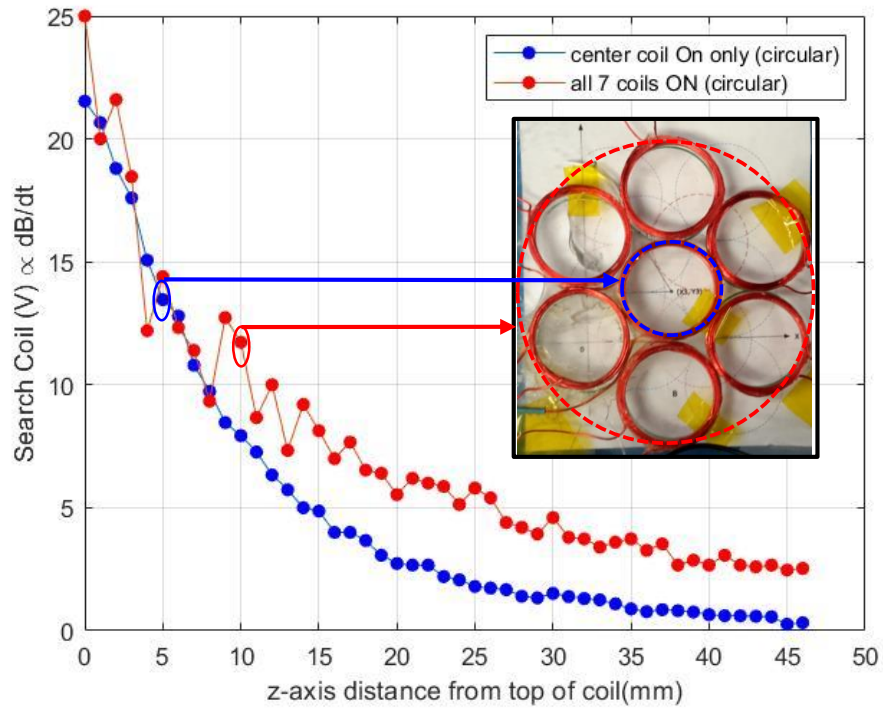 25
20
15
10
5
0
0 5 10 15 20 25 30 35 40 45 50
Search Coil (V) ∝ dB/dt
z-axis distance from top of coil(mm)
center coil On only (circular)
all 7 coils ON (circular)
X
B